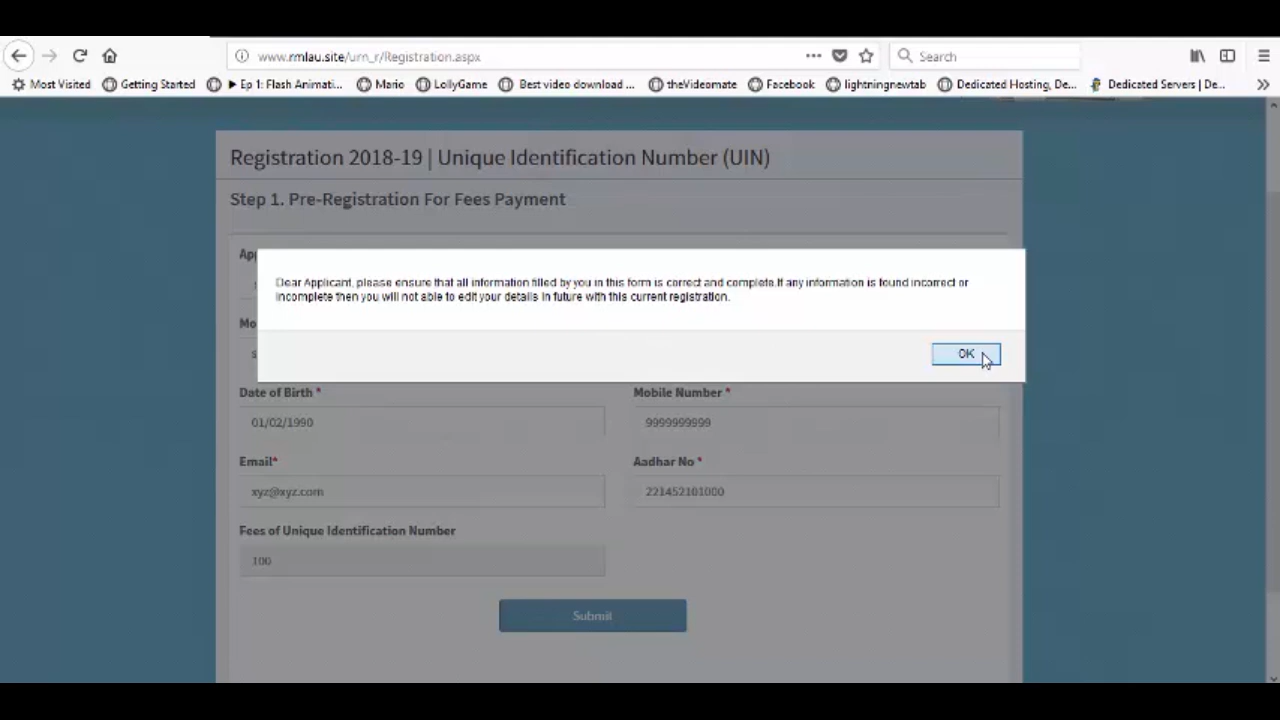 www.rmlau.site/urn_r/Registration.aspx
Search
Most Visited Getting Started Ep 1: Flash Animati... Mario LollyGame Best video download ... theVideomate Facebook lightningnewtab Dedicated Hosting, De... Dedicated Servers | De...
Registration 2018-19 | Unique Identification Number (UIN)
Step 1. Pre-Registration For Fees Payment
Dear Applicant, please ensure that all information filled by you in this form is correct and complete.If any information is found incorrect or
incomplete then you will not able to edit your details in future with this current registration.
OK
Date of Birth * Mobile Number *
01/02/1990 9999999999
Email* Aadhar No *
xyz@xyz.com 221452101000
Fees of Unique Identification Number
100
Submit